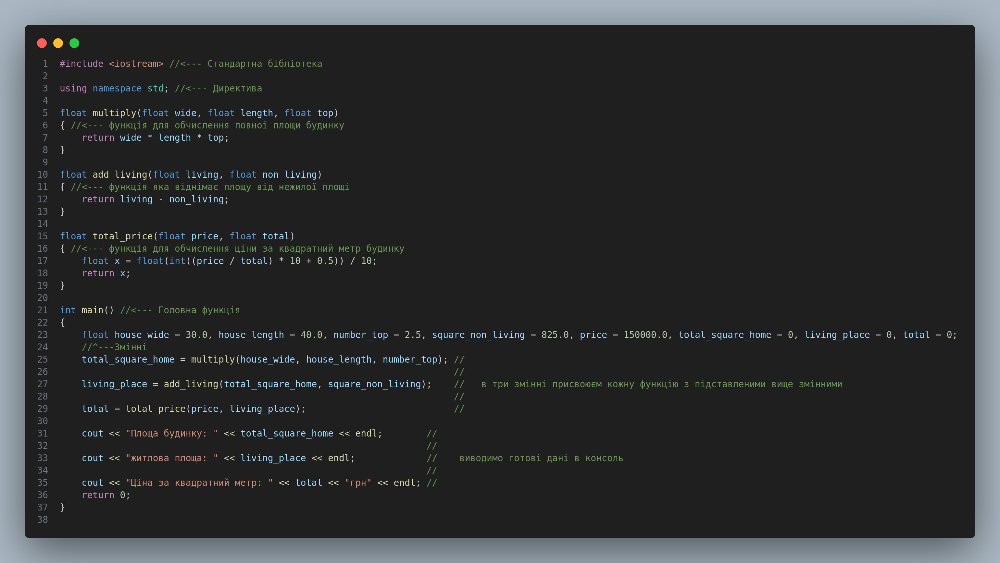 1 #include <iostream> //<--- Стандартна бібліотека
2
3 using namespace std; //<--- Директива
4
5 float multiply(float wide, float length, float top)
6 { //<--- функція для обчислення повної площи будинку
7     return wide * length * top;
8 }
9
10 float add_living(float living, float non_living)
11 { //<--- функція яка віднімає площу від нежилої площі
12     return living - non_living;
13 }
14
15 float total_price(float price, float total)
16 { //<--- функція для обчислення ціни за квадратний метр будинку
17     float x = float(int((price / total) * 10 + 0.5)) / 10;
18     return x;
19 }
20
21 int main() //<--- Головна функція
22 {
23     float house_wide = 30.0, house_length = 40.0, number_top = 2.5, square_non_living = 825.0, price = 150000.0, total_square_home = 0, living_place = 0, total = 0;
24     //^---Змінні
25     total_square_home = multiply(house_wide, house_length, number_top); //
26                                                                         //
27     living_place = add_living(total_square_home, square_non_living);    //   в три змінні присвоюєм кожну функцію з підставленими вище змінними
28                                                                         //
29     total = total_price(price, living_place);                           //
30
31     cout << "Площа будинку: " << total_square_home << endl;        //
32                                                                    //
33     cout << "житлова площа: " << living_place << endl;             //    виводимо готові дані в консоль
34                                                                    //
35     cout << "Ціна за квадратний метр: " << total << "грн" << endl; //
36     return 0;
37 }
38